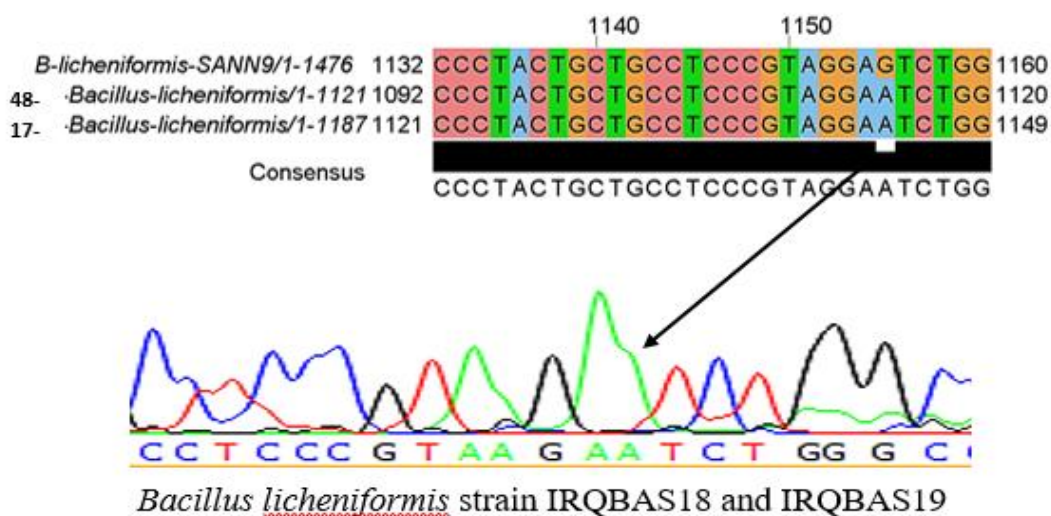 1140 1150
B-licheniformis-SANN9/1-1476 1132 CCCTACTGCTGCCTCCCGTAGGAGTCTGG 1160
48- ·Bacillus-licheniformis/1-1121 1092 CCCTACTGCTGCCTCCCGTAGGAATCTGG 1120
17- ·Bacillus-licheniformis/1-1187 1121 CCCTACTGCTGCCTCCCGTAGGAATCTGG 1149
Consensus CCCTACTGCTGCCTCCCGTAGGAATCTGG
C C T C C C G T A A G A A T C T GG G C
Bacillus licheniformis strain IRQBAS18 and IRQBAS19